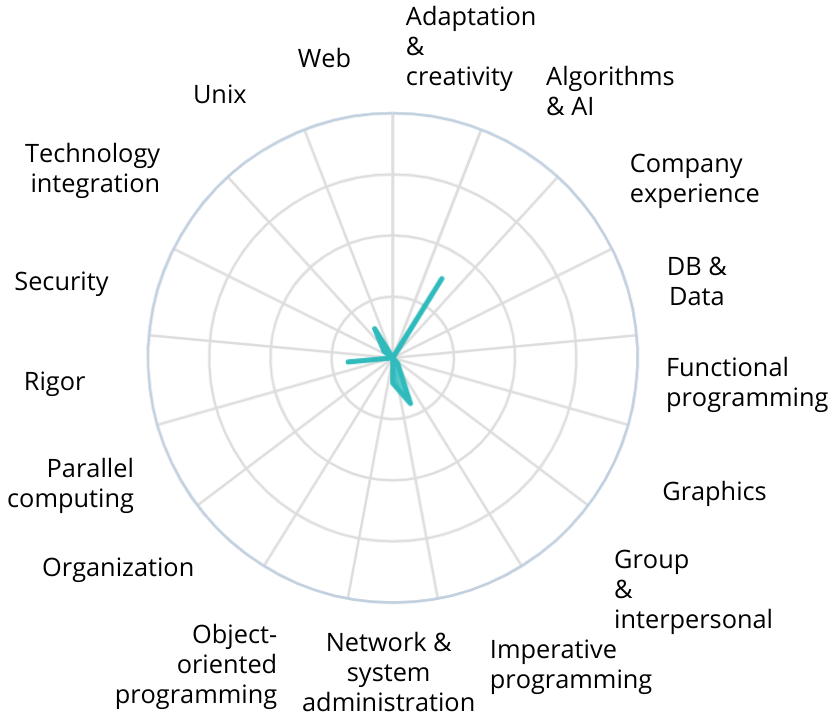 Adaptation
&
creativity
Algorithms
& AI
Company
experience
DB &
Data
Functional
programming
Graphics
Group
&
interpersonal
Imperative
programming
Network &
system
administration
Object-
oriented
programming
Organization
Parallel
computing
Rigor
Security
Technology
integration
Unix
Web